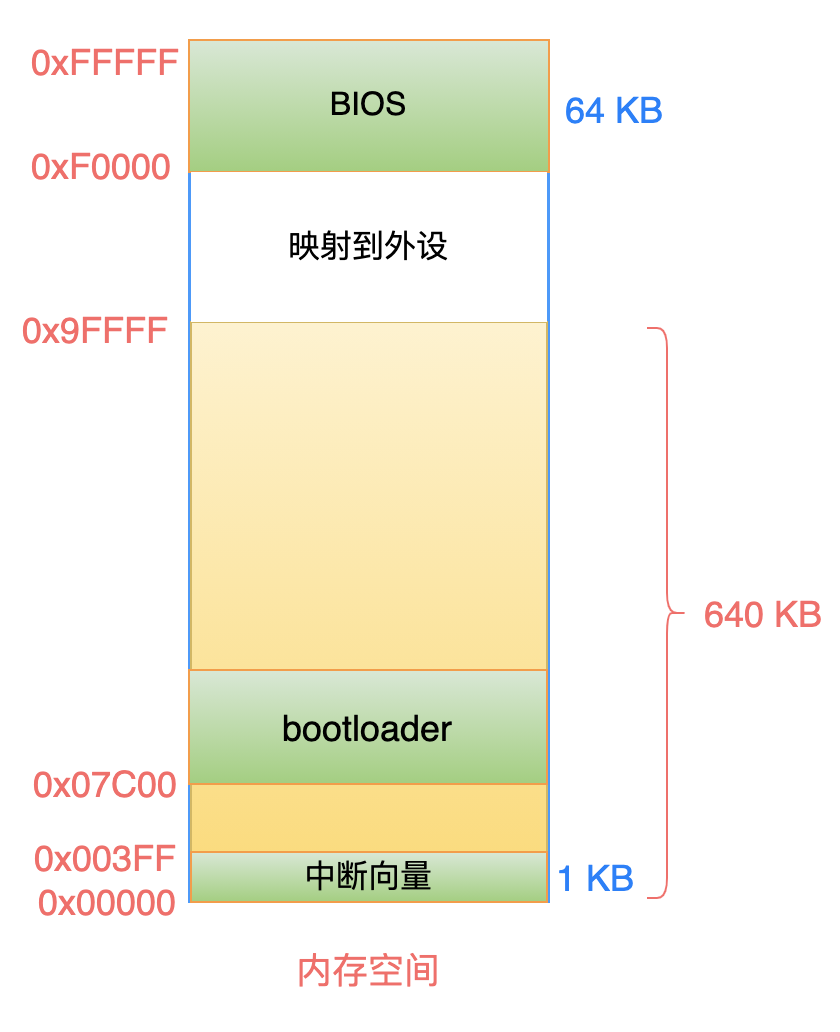 0xFFFFF
BIOS
64 KB
0xF0000
映射到外设
0x9FFFF
640 KB
bootloader
0x07C00
0x003FF
中断向量
1 KB
0x00000
内存空间